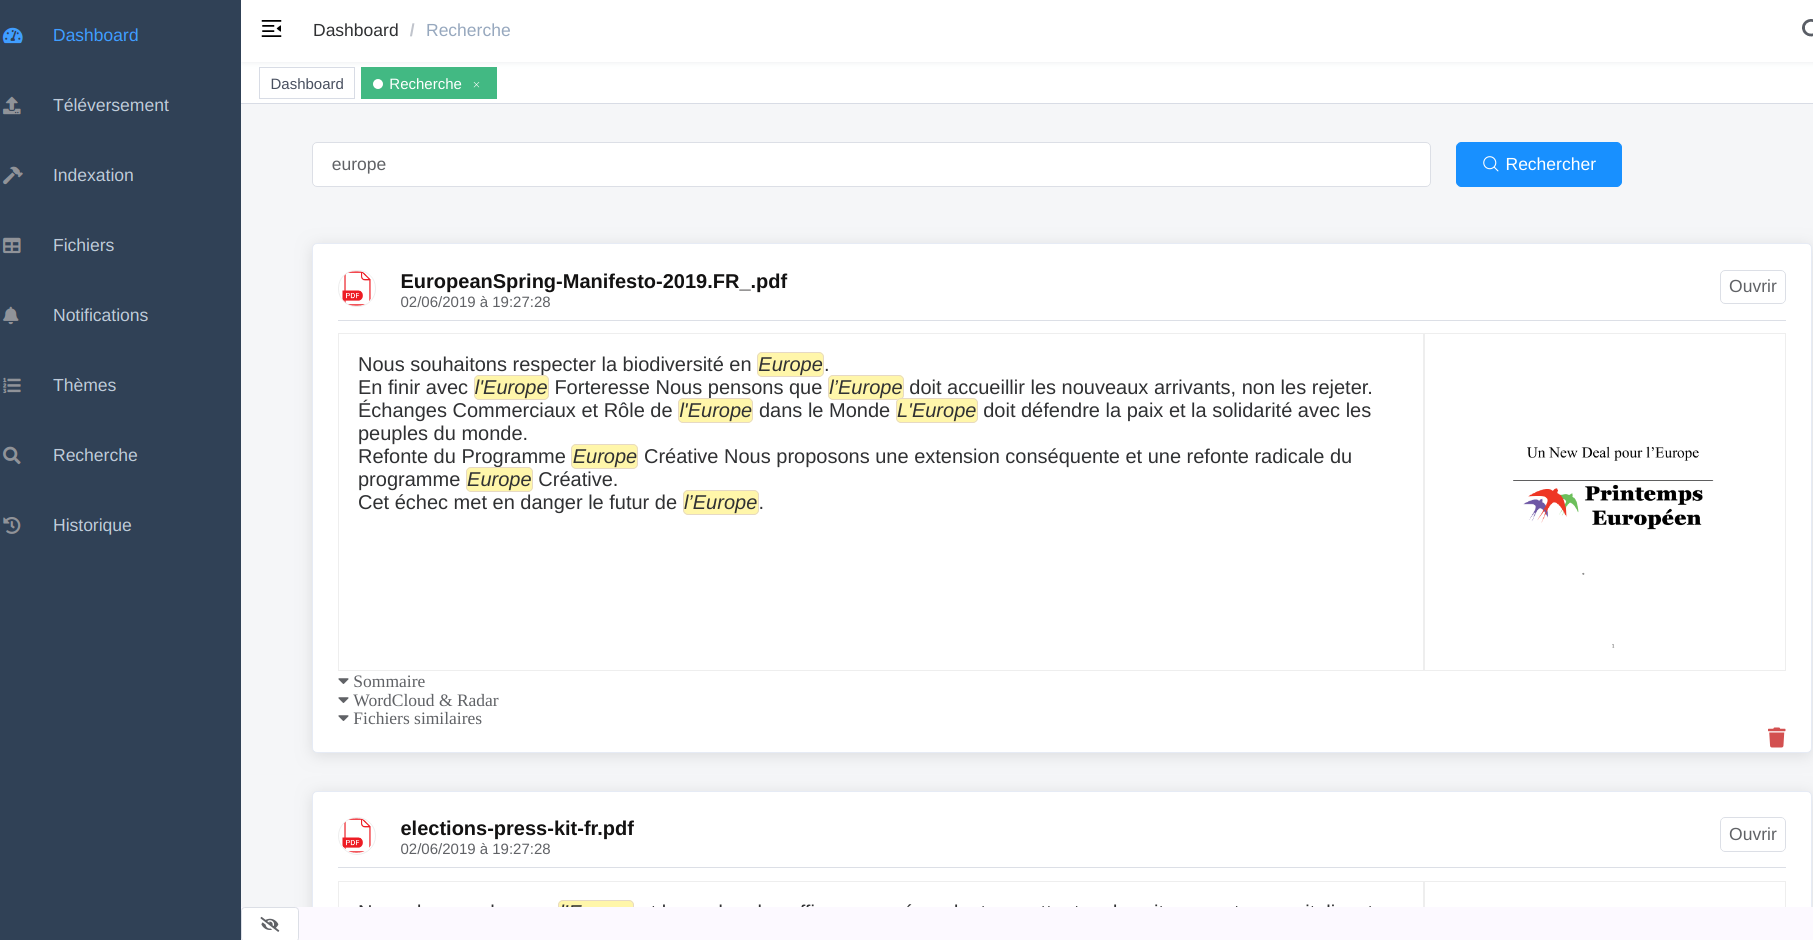 Dashboard
Téléversement
Indexation
Fichiers
Notifications
Thèmes
Recherche
Historique
Dashboard / Recherche
Dashboard
Recherche ×
europe
Rechercher
PDF
EuropeanSpring-Manifesto-2019.FR_.pdf
02/06/2019 à 19:27:28
Ouvrir
Nous souhaitons respecter la biodiversité en Europe.
En finir avec l'Europe Forteresse Nous pensons que l’Europe doit accueillir les nouveaux arrivants, non les rejeter.
Échanges Commerciaux et Rôle de l'Europe dans le Monde L'Europe doit défendre la paix et la solidarité avec les
peuples du monde.
Refonte du Programme Europe Créative Nous proposons une extension conséquente et une refonte radicale du
programme Europe Créative.
Cet échec met en danger le futur de l’Europe.
Un New Deal pour l’Europe
Printemps
Européen
Sommaire
WordCloud & Radar
Fichiers similaires
PDF
elections-press-kit-fr.pdf
02/06/2019 à 19:27:28
Ouvrir